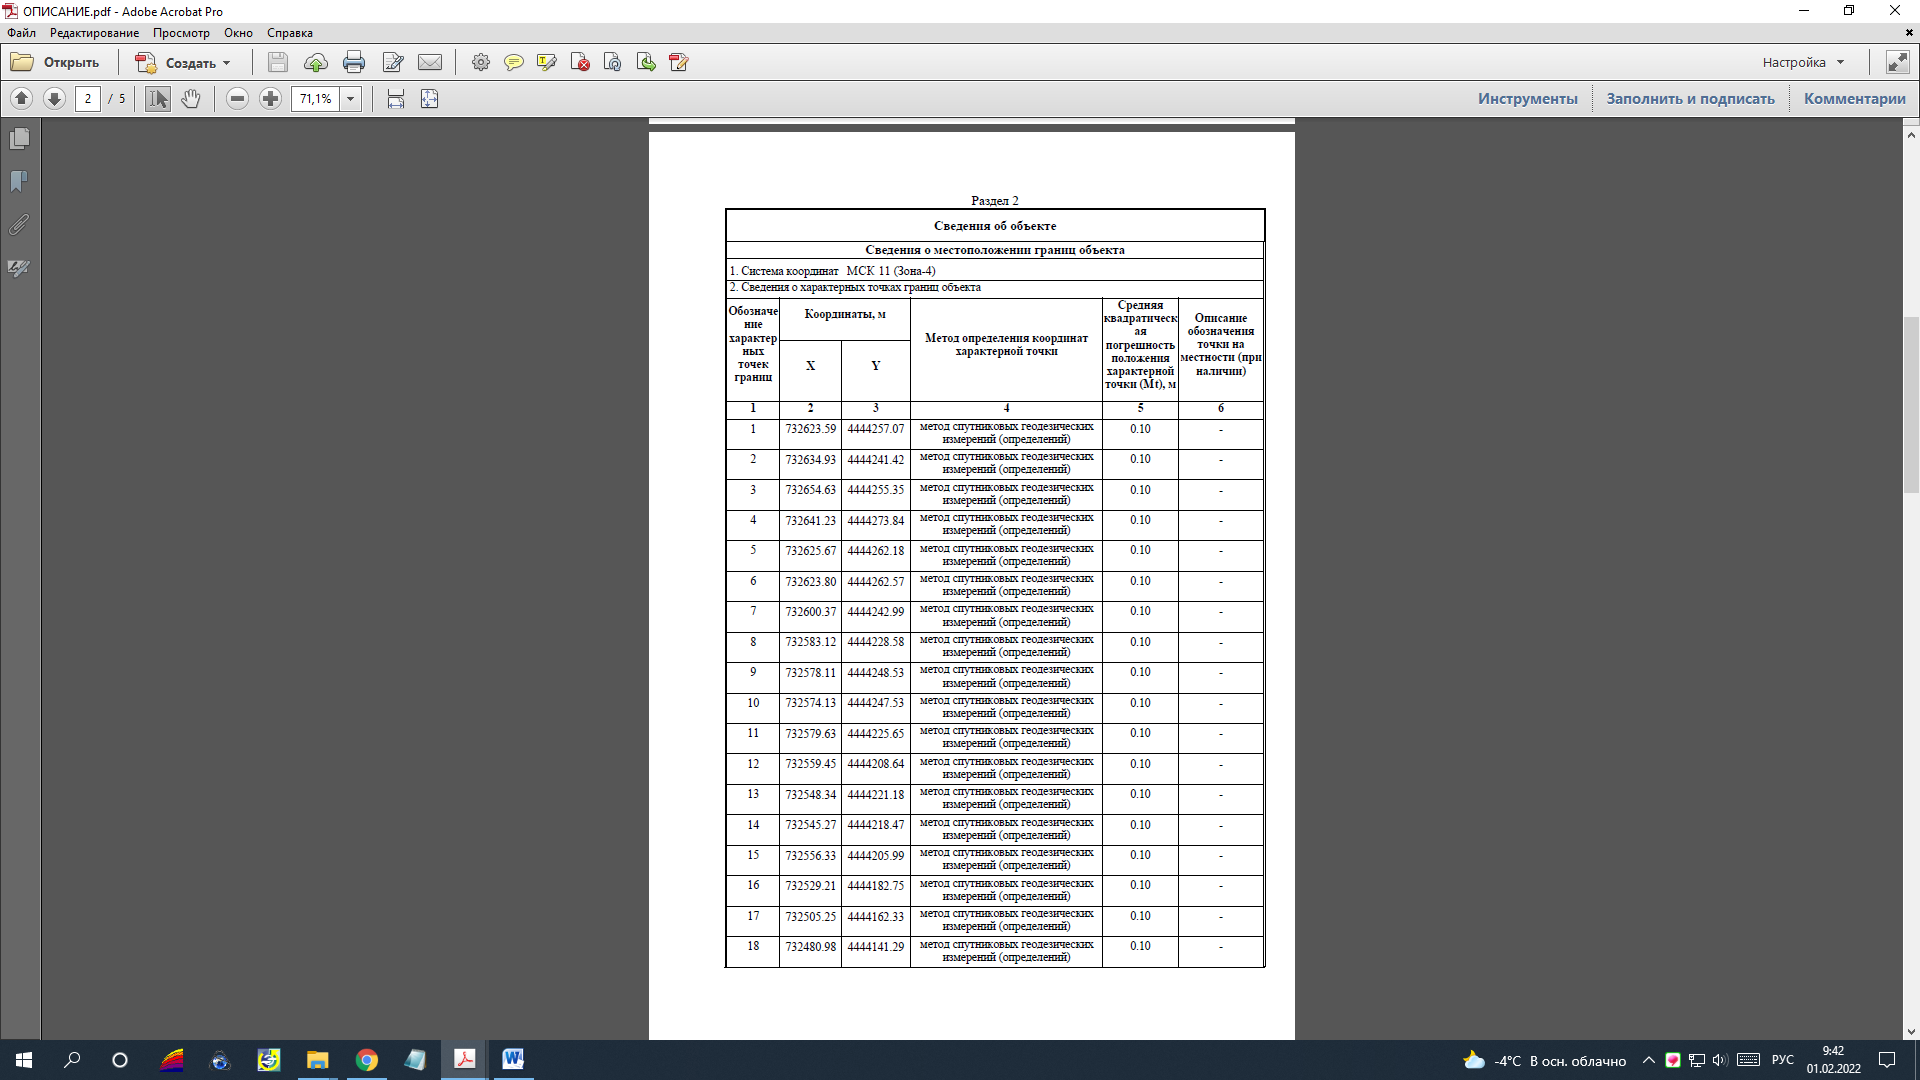 ОПИСАНИЕ.pdf - Adobe Acrobat Pro
Файл Редактирование Просмотр Окно Справка
Открыть Создать Настройка
2 / 5 71,1% Инструменты Заполнить и подписать Комментарии
Раздел 2
Сведения об объекте
Сведения о местоположении границ объекта
1. Система координат МСК 11 (Зона-4)
2. Сведения о характерных точках границ объекта
Обозначе
ние
характер
ных
точек
границ
Координаты, м
X Y
Метод определения координат
характерной точки
Средняя
квадратическ
ая
погрешность
положения
характерной
точки (Mt), м
Описание
обозначения
точки на
местности (при
наличии)
1 2 3 4 5 6
1 732623.59 4444257.07 метод спутниковых геодезических 0.10 -
измерений (определений)
2 732634.93 4444241.42 метод спутниковых геодезических 0.10 -
измерений (определений)
3 732654.63 4444255.35 метод спутниковых геодезических 0.10 -
измерений (определений)
4 732641.23 4444273.84 метод спутниковых геодезических 0.10 -
измерений (определений)
5 732625.67 4444262.18 метод спутниковых геодезических 0.10 -
измерений (определений)
6 732623.80 4444262.57 метод спутниковых геодезических 0.10 -
измерений (определений)
7 732600.37 4444242.99 метод спутниковых геодезических 0.10 -
измерений (определений)
8 732583.12 4444228.58 метод спутниковых геодезических 0.10 -
измерений (определений)
9 732578.11 4444248.53 метод спутниковых геодезических 0.10 -
измерений (определений)
10 732574.13 4444247.53 метод спутниковых геодезических 0.10 -
измерений (определений)
11 732579.63 4444225.65 метод спутниковых геодезических 0.10 -
измерений (определений)
12 732559.45 4444208.64 метод спутниковых геодезических 0.10 -
измерений (определений)
13 732548.34 4444221.18 метод спутниковых геодезических 0.10 -
измерений (определений)
14 732545.27 4444218.47 метод спутниковых геодезических 0.10 -
измерений (определений)
15 732556.33 4444205.99 метод спутниковых геодезических 0.10 -
измерений (определений)
16 732529.21 4444182.75 метод спутниковых геодезических 0.10 -
измерений (определений)
17 732505.25 4444162.33 метод спутниковых геодезических 0.10 -
измерений (определений)
18 732480.98 4444141.29 метод спутниковых геодезических 0.10 -
измерений (определений)
-4°C В осн. облачно РУС 9:42
01.02.2022